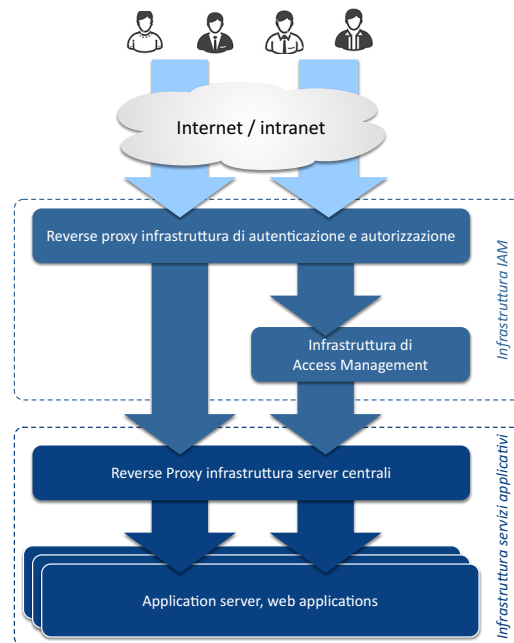 Internet / intranet
Reverse proxy infrastruttura di autenticazione e autorizzazione
Infrastruttura IAM
Infrastruttura di
Access Management
Reverse Proxy infrastruttura server centrali
Infrastruttura servizi applicativi
Application server, web applications